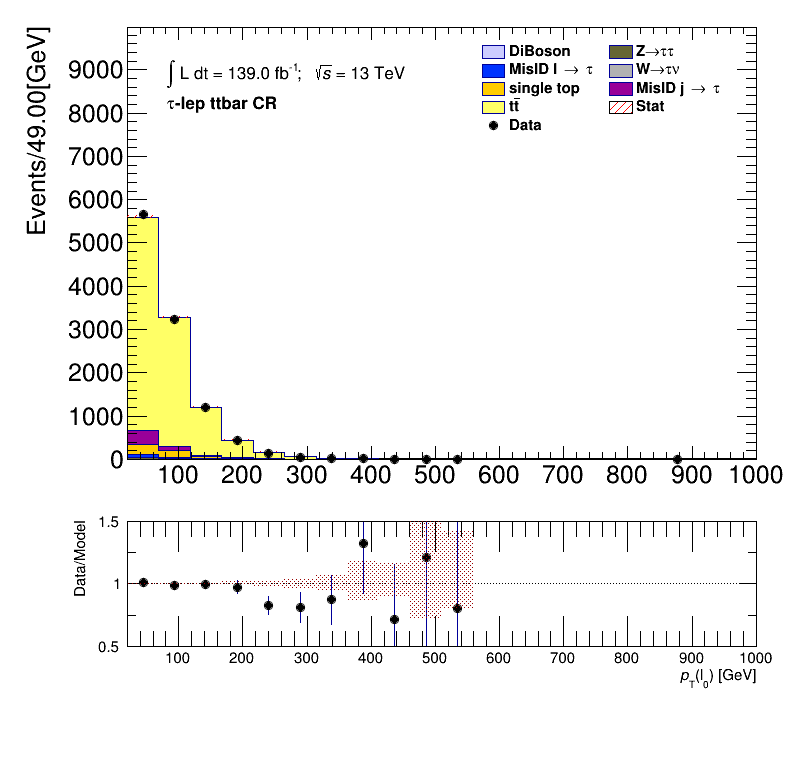 Events/49.00[GeV]
9000
8000
7000
6000
5000
4000
3000
2000
1000
0
∫ L dt = 139.0 fb⁻¹; √s = 13 TeV
τ-lep ttbar CR
DiBoson
MisID l → τ
single top
tt̄
Data
Z→ττ
W→τν
MisID j → τ
Stat
100 200 300 400 500 600 700 800 900 1000
Data/Model
1.5
1
0.5
100 200 300 400 500 600 700 800 900 1000
p_T(l_0) [GeV]